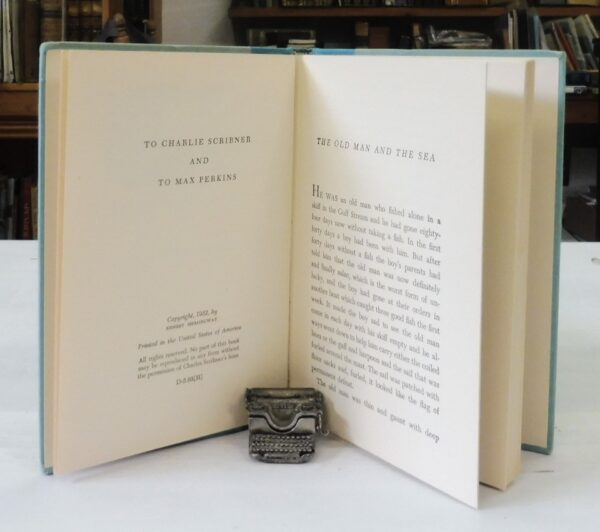 TO CHARLIE SCRIBNER
AND
TO MAX PERKINS
Copyright, 1952, by
ERNEST HEMINGWAY
Printed in the United States of America
All rights reserved. No part of this book
may be reproduced in any form without
the permission of Charles Scribner's Sons
THE OLD MAN AND THE SEA
HE WAS an old man who fished alone in a
skiff in the Gulf Stream and he had gone eighty-
four days now without taking a fish. In the first
forty days a boy had been with him. But after
forty days without a fish the boy's parents had
told him that the old man was now definitely
and finally salao, which is the worst form of un-
lucky, and the boy had gone at their orders in
another boat which caught three good fish the first
week. It made the boy sad to see the old man
come in each day with his skiff empty and he al-
ways went down to help him carry either the coiled
lines or the gaff and harpoon and the sail that was
furled around the mast. The sail was patched with
flour sacks and, furled, it looked like the flag of
permanent defeat.
The old man was thin and gaunt with deep